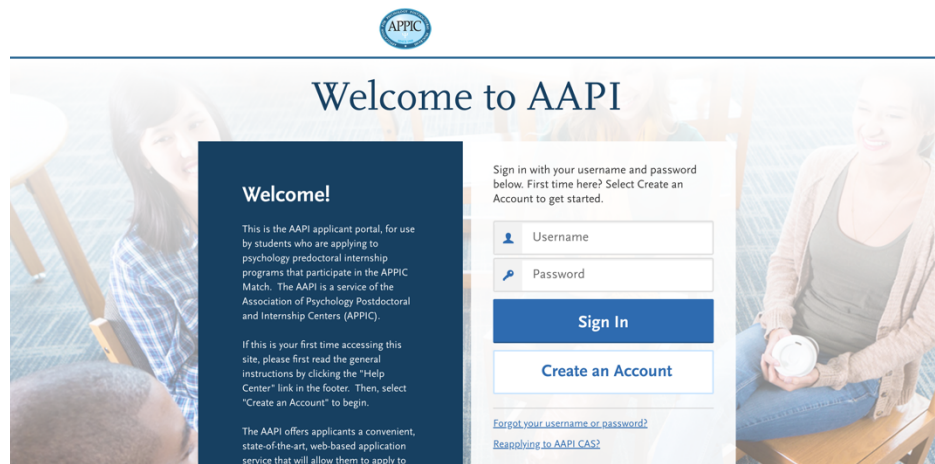 APPIC
Welcome to AAPI
Welcome!
This is the AAPI applicant portal, for use
by students who are applying to
psychology predoctoral internship
programs that participate in the APPIC
Match. The AAPI is a service of the
Association of Psychology Postdoctoral
and Internship Centers (APPIC).
If this is your first time accessing this
site, please first read the general
instructions by clicking the "Help
Center" link in the footer. Then, select
"Create an Account" to begin.
The AAPI offers applicants a convenient,
state-of-the-art, web-based application
service that will allow them to apply to
Sign in with your username and password
below. First time here? Select Create an
Account to get started.
Username
Password
Sign In
Create an Account
Forgot your username or password?
Reapplying to AAPI CAS?